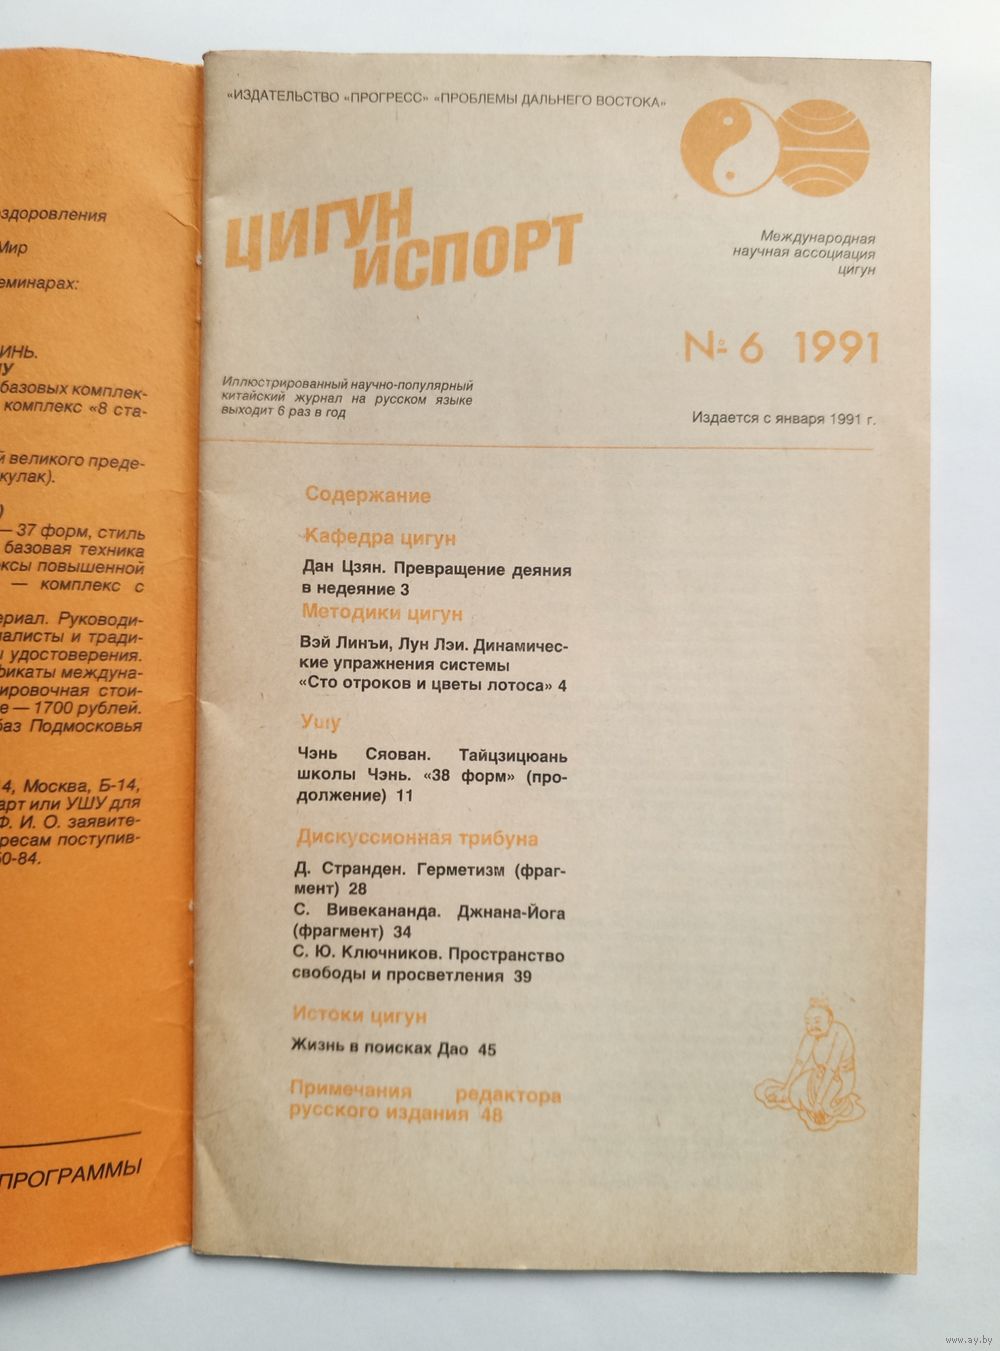 здоровления
Мир
еминарах:
ИНЬ.
базовых комплек-
комплекс «8 ста-
й великого преде-
кулак).
)
— 37 форм, стиль
базовая техника
ксы повышенной
— комплекс с
ериал. Руководи-
иалисты и тради-
ы удостоверения.
фикаты междуна-
ировочная стои-
е — 1700 рублей.
баз Подмосковья
4, Москва, Б-14,
арт или УШУ для
Ф. И. О. заявите-
ресам поступив-
50-84.
ПРОГРАММЫ
«ИЗДАТЕЛЬСТВО «ПРОГРЕСС» «ПРОБЛЕМЫ ДАЛЬНЕГО ВОСТОКА»
ЦИГУН
И СПОРТ
Международная
научная ассоциация
цигун
№ 6 1991
Иллюстрированный научно-популярный
китайский журнал на русском языке
выходит 6 раз в год
Издается с января 1991 г.
Содержание
Кафедра цигун
Дан Цзян. Превращение деяния
в недеяние 3
Методики цигун
Вэй Линъи, Лун Лэи. Динамичес-
кие упражнения системы
«Сто отроков и цветы лотоса» 4
Ушу
Чэнь Сяован. Тайцзицюань
школы Чэнь. «38 форм» (про-
должение) 11
Дискуссионная трибуна
Д. Странден. Герметизм (фраг-
мент) 28
С. Вивекананда. Джнана-Йога
(фрагмент) 34
С. Ю. Ключников. Пространство
свободы и просветления 39
Истоки цигун
Жизнь в поисках Дао 45
Примечания редактора
русского издания 48
www.ay.by